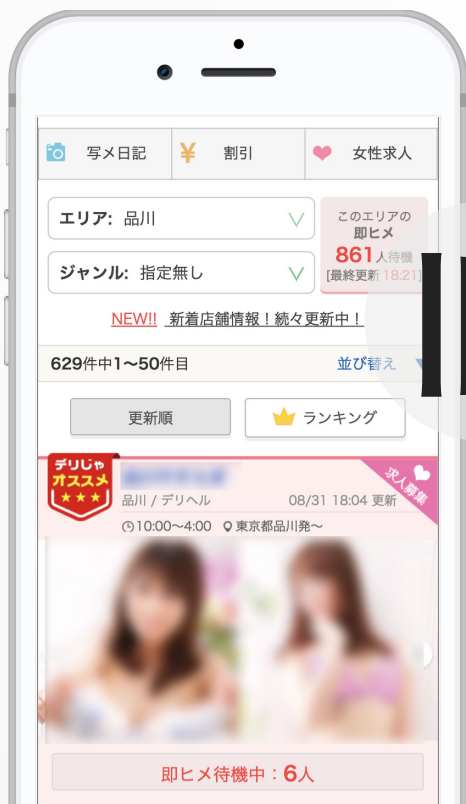 写メ日記
¥ 割引
女性求人
エリア: 品川
ジャンル: 指定無し
このエリアの
即ヒメ
861人待機
[最終更新 18:21]
NEW!! 新着店舗情報！続々更新中！
629件中1〜50件目
並び替え ▼
更新順
ランキング
デリじゃ
オススメ
★★★
求人募集
品川 / デリヘル
08/31 18:04 更新
10:00〜4:00 東京都品川発〜
即ヒメ待機中：6人